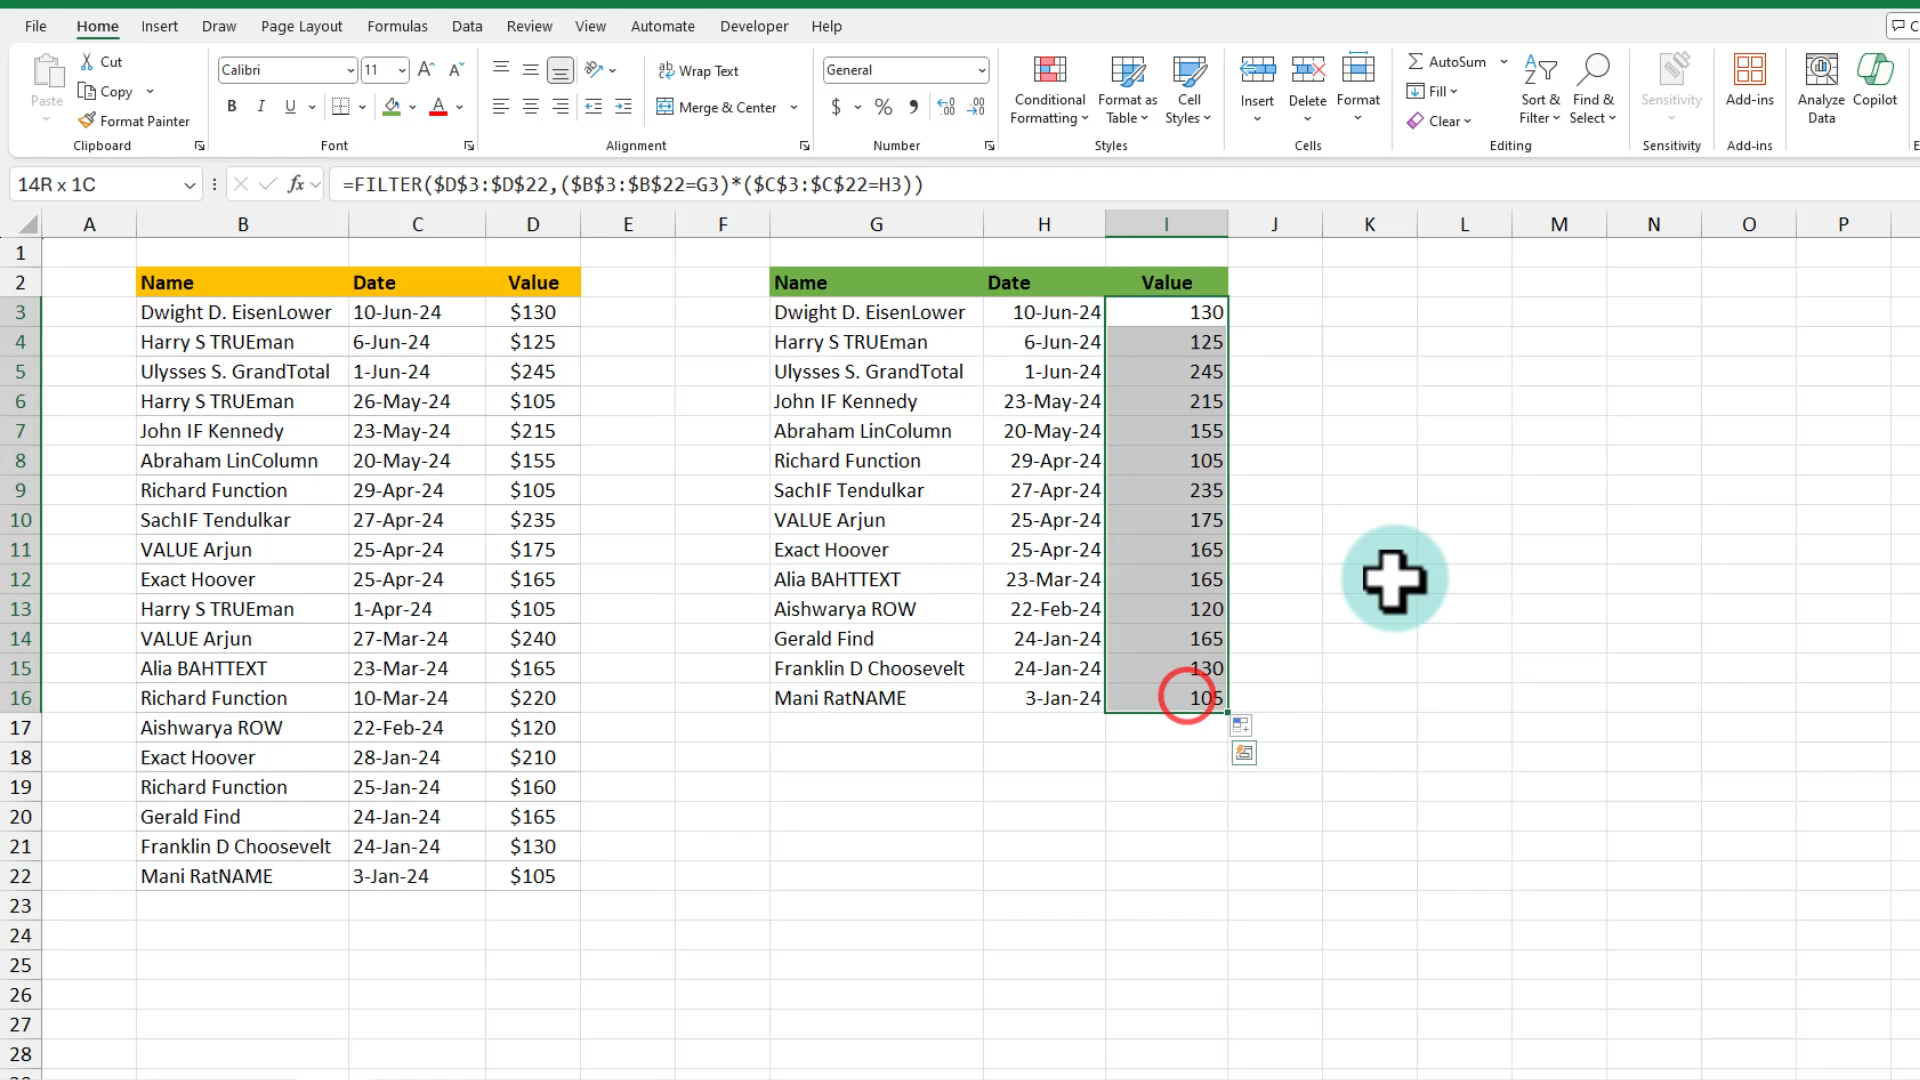 File Home Insert Draw Page Layout Formulas Data Review View Automate Developer Help C
Paste Cut Copy Format Painter Clipboard
Calibri 11 A A B I U A Font
ab Wrap Text Merge & Center Alignment
General $ % , Number
Conditional Formatting Format as Table Cell Styles Styles
Insert Delete Format Cells
AutoSum Fill Clear Sort & Filter Find & Select Editing
Sensitivity Sensitivity
Add-ins Add-ins
Analyze Data Copilot
14R x 1C fx =FILTER($D$3:$D$22,($B$3:$B$22=G3)*($C$3:$C$22=H3))
A B C D E F G H I J K L M N O P
1
2 Name Date Value Name Date Value
3 Dwight D. EisenLower 10-Jun-24 $130 Dwight D. EisenLower 10-Jun-24 130
4 Harry S TRUEman 6-Jun-24 $125 Harry S TRUEman 6-Jun-24 125
5 Ulysses S. GrandTotal 1-Jun-24 $245 Ulysses S. GrandTotal 1-Jun-24 245
6 Harry S TRUEman 26-May-24 $105 John IF Kennedy 23-May-24 215
7 John IF Kennedy 23-May-24 $215 Abraham LinColumn 20-May-24 155
8 Abraham LinColumn 20-May-24 $155 Richard Function 29-Apr-24 105
9 Richard Function 29-Apr-24 $105 SachIF Tendulkar 27-Apr-24 235
10 SachIF Tendulkar 27-Apr-24 $235 VALUE Arjun 25-Apr-24 175
11 VALUE Arjun 25-Apr-24 $175 Exact Hoover 25-Apr-24 165
12 Exact Hoover 25-Apr-24 $165 Alia BAHTTEXT 23-Mar-24 165
13 Harry S TRUEman 1-Apr-24 $105 Aishwarya ROW 22-Feb-24 120
14 VALUE Arjun 27-Mar-24 $240 Gerald Find 24-Jan-24 165
15 Alia BAHTTEXT 23-Mar-24 $165 Franklin D Choosevelt 24-Jan-24 130
16 Richard Function 10-Mar-24 $220 Mani RatNAME 3-Jan-24 105
17 Aishwarya ROW 22-Feb-24 $120
18 Exact Hoover 28-Jan-24 $210
19 Richard Function 25-Jan-24 $160
20 Gerald Find 24-Jan-24 $165
21 Franklin D Choosevelt 24-Jan-24 $130
22 Mani RatNAME 3-Jan-24 $105
23
24
25
26
27
28